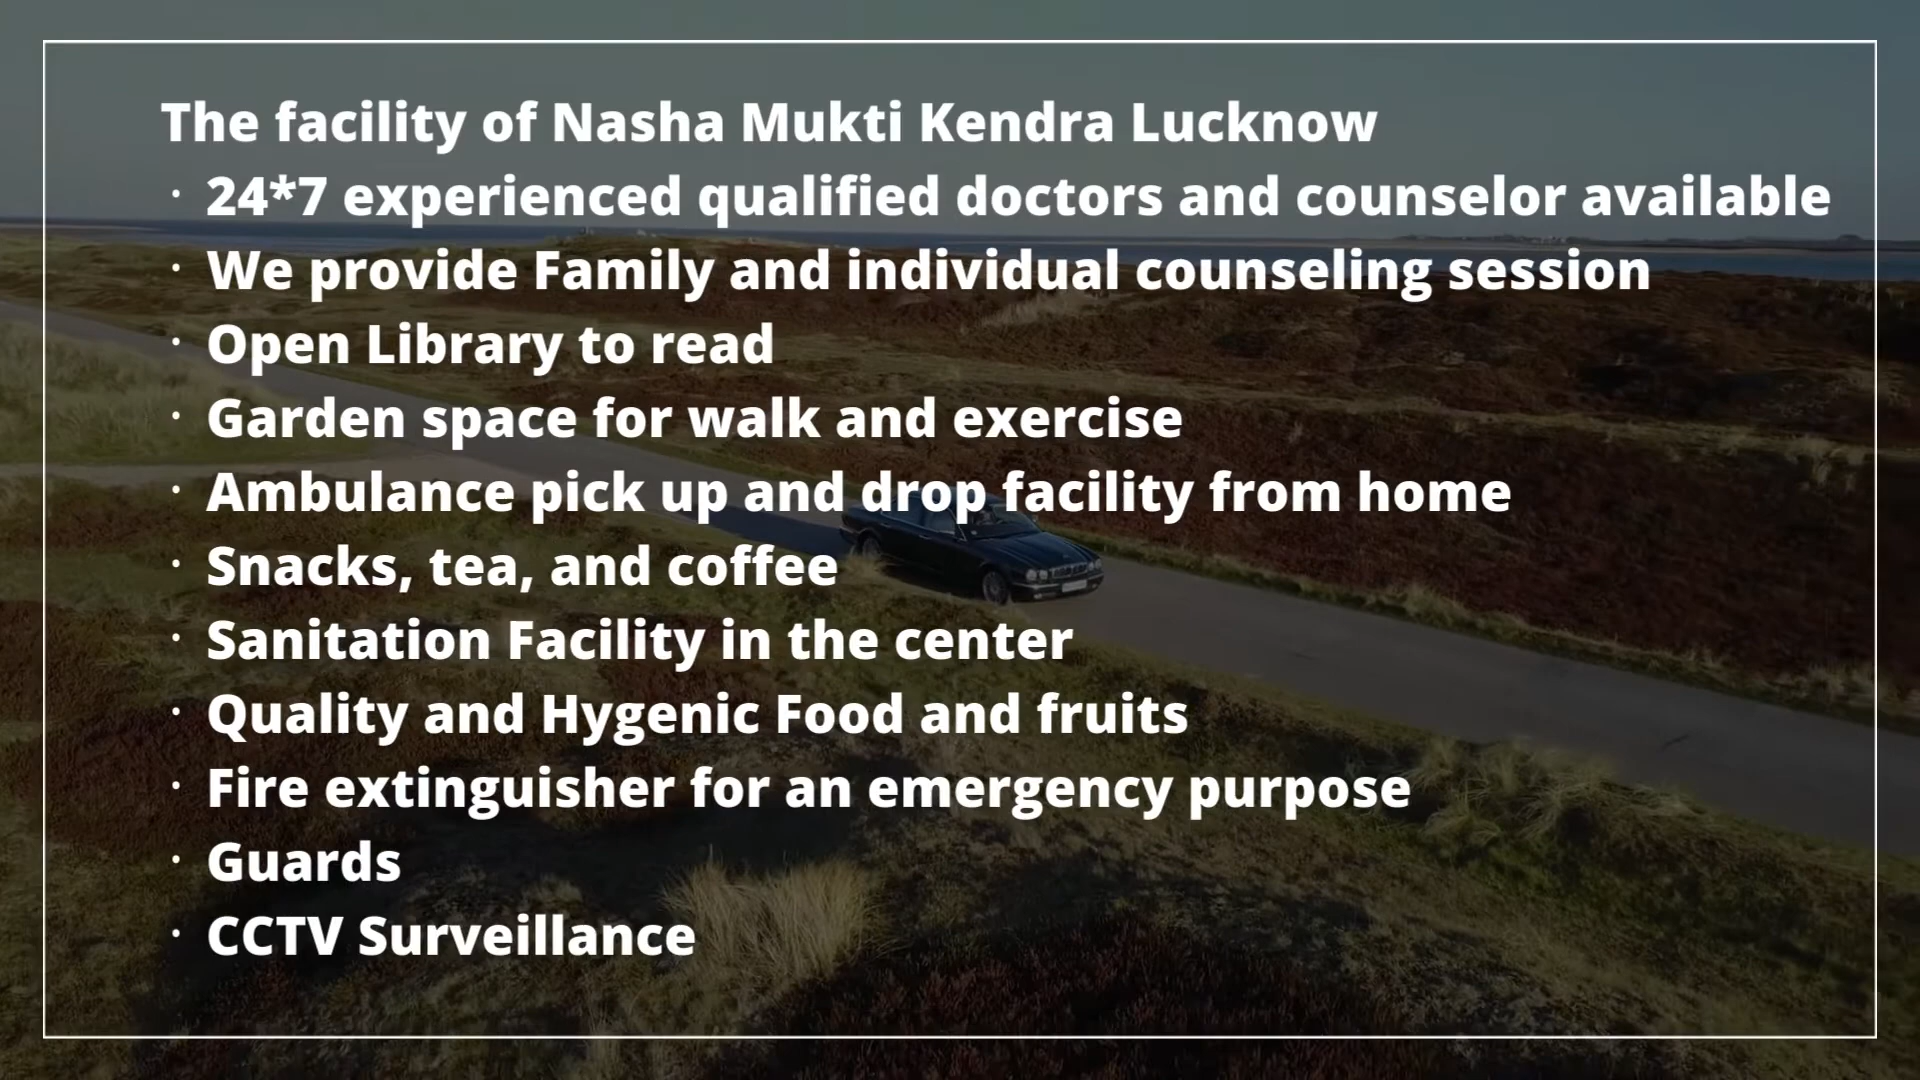 The facility of Nasha Mukti Kendra Lucknow
· 24*7 experienced qualified doctors and counselor available
· We provide Family and individual counseling session
· Open Library to read
· Garden space for walk and exercise
· Ambulance pick up and drop facility from home
· Snacks, tea, and coffee
· Sanitation Facility in the center
· Quality and Hygenic Food and fruits
· Fire extinguisher for an emergency purpose
· Guards
· CCTV Surveillance